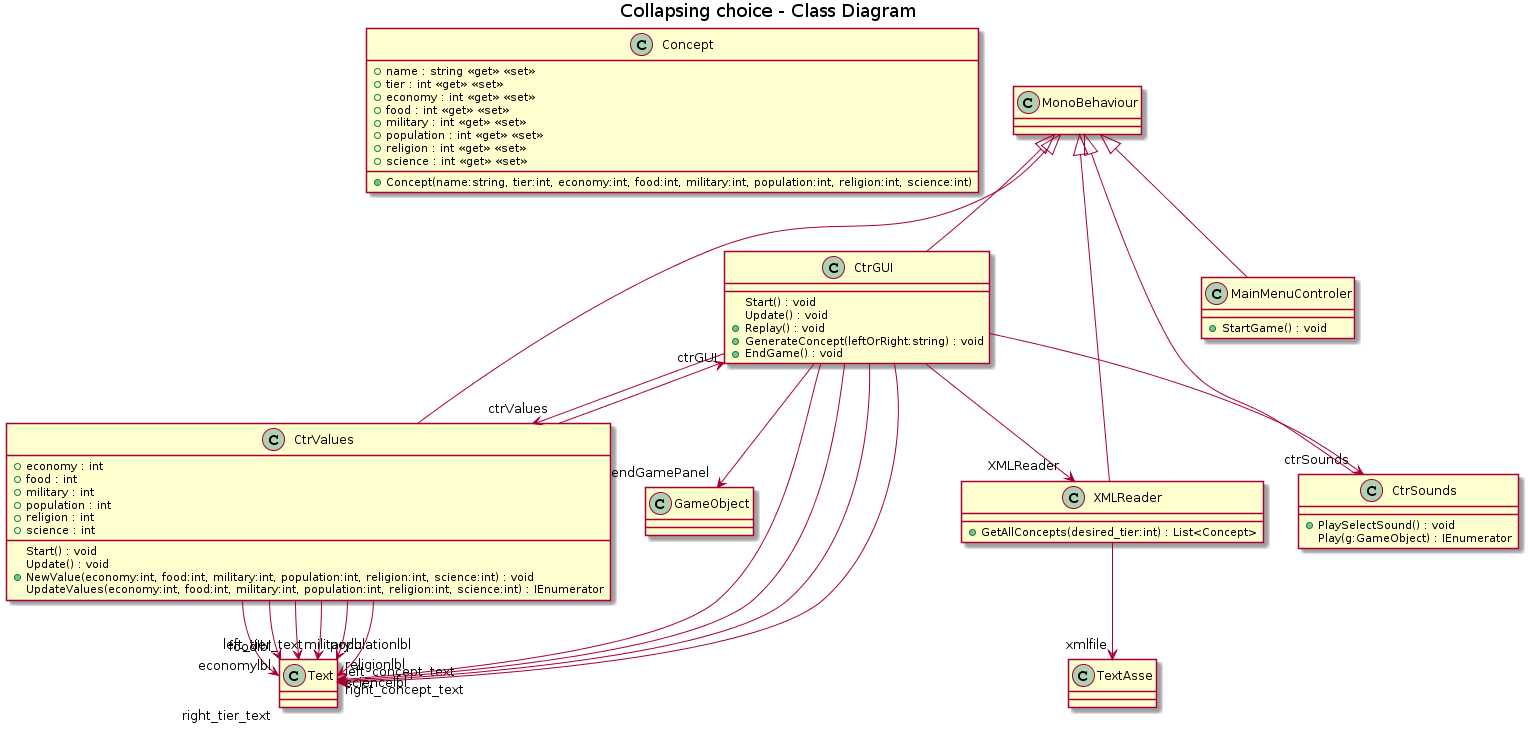 Collapsing choice - Class Diagram
C Concept
name : string «get» «set»
tier : int «get» «set»
economy : int «get» «set»
food : int «get» «set»
military : int «get» «set»
population : int «get» «set»
religion : int «get» «set»
science : int «get» «set»
Concept(name:string, tier:int, economy:int, food:int, military:int, population:int, religion:int, science:int)
C MonoBehaviour
C CtrGUI
Start() : void
Update() : void
Replay() : void
GenerateConcept(leftOrRight:string) : void
EndGame() : void
C MainMenuControler
StartGame() : void
ctrGUI
ctrValues
C CtrValues
economy : int
food : int
military : int
population : int
religion : int
science : int
Start() : void
Update() : void
NewValue(economy:int, food:int, military:int, population:int, religion:int, science:int) : void
UpdateValues(economy:int, food:int, military:int, population:int, religion:int, science:int) : IEnumerator
endGamePanel
C GameObject
XMLReader
C XMLReader
GetAllConcepts(desired_tier:int) : List<Concept>
ctrSounds
C CtrSounds
PlaySelectSound() : void
Play(g:GameObject) : IEnumerator
left_tier_text
foodlbl
militarylbl
populationlbl
economylbl
religionlbl
left_concept_text
sciencelbl
right_concept_text
C Text
right_tier_text
xmlfile
C TextAsse